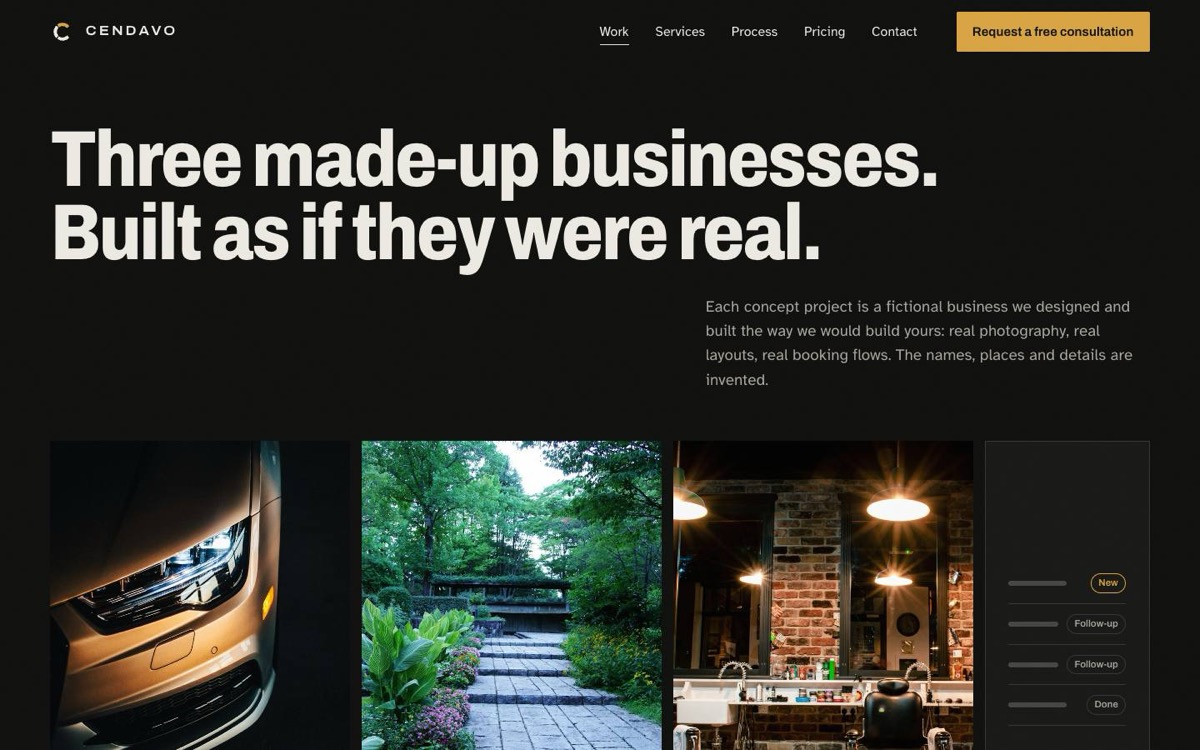 CENDAVO
Work
Services
Process
Pricing
Contact
Request a free consultation
Three made-up businesses.
Built as if they were real.
Each concept project is a fictional business we designed and
built the way we would build yours: real photography, real
layouts, real booking flows. The names, places and details are
invented.
New
Follow-up
Follow-up
Done